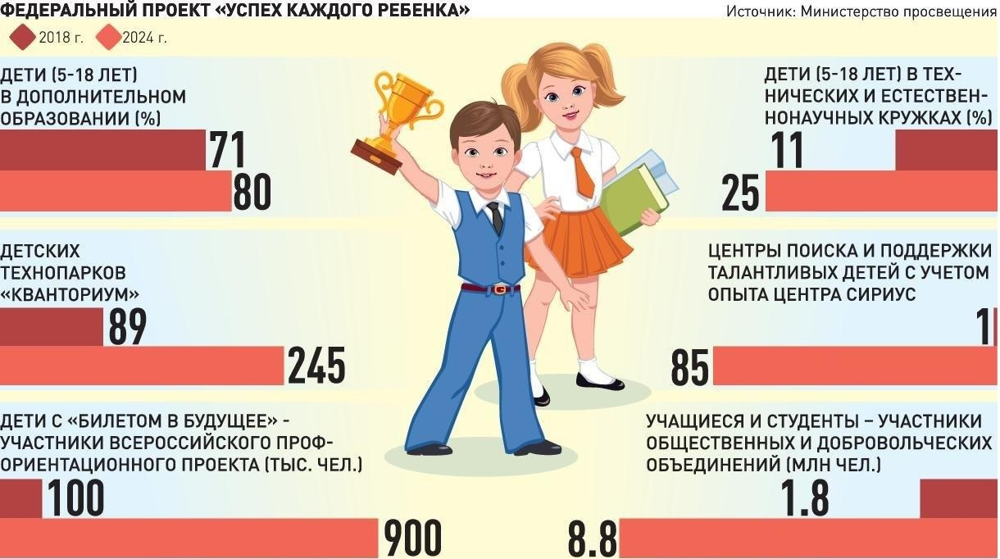 ФЕДЕРАЛЬНЫЙ ПРОЕКТ «УСПЕХ КАЖДОГО РЕБЕНКА»
Источник: Министерство просвещения
2018 г.
2024 г.
ДЕТИ (5-18 ЛЕТ)
В ДОПОЛНИТЕЛЬНОМ
ОБРАЗОВАНИИ (%)
71
80
ДЕТИ (5-18 ЛЕТ) В ТЕХ-
НИЧЕСКИХ И ЕСТЕСТВЕН-
НОНАУЧНЫХ КРУЖКАХ (%)
11
25
ДЕТСКИХ
ТЕХНОПАРКОВ
«КВАНТОРИУМ»
89
245
ЦЕНТРЫ ПОИСКА И ПОДДЕРЖКИ
ТАЛАНТЛИВЫХ ДЕТЕЙ С УЧЕТОМ
ОПЫТА ЦЕНТРА СИРИУС
1
85
ДЕТИ С «БИЛЕТОМ В БУДУЩЕЕ» -
УЧАСТНИКИ ВСЕРОССИЙСКОГО ПРОФ-
ОРИЕНТАЦИОННОГО ПРОЕКТА (ТЫС. ЧЕЛ.)
100
900
УЧАЩИЕСЯ И СТУДЕНТЫ – УЧАСТНИКИ
ОБЩЕСТВЕННЫХ И ДОБРОВОЛЬЧЕСКИХ
ОБЪЕДИНЕНИЙ (МЛН ЧЕЛ.)
1.8
8.8